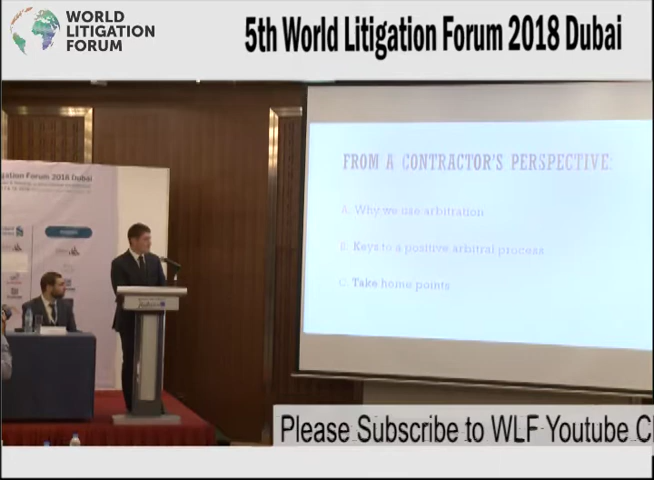 WORLD
LITIGATION
FORUM
5th World Litigation Forum 2018 Dubai
gation Forum 2018 Dubai
FROM A CONTRACTOR'S PERSPECTIVE:
A. Why we use arbitration
B. Keys to a positive arbitral process
C. Take home points
Please Subscribe to WLF Youtube C